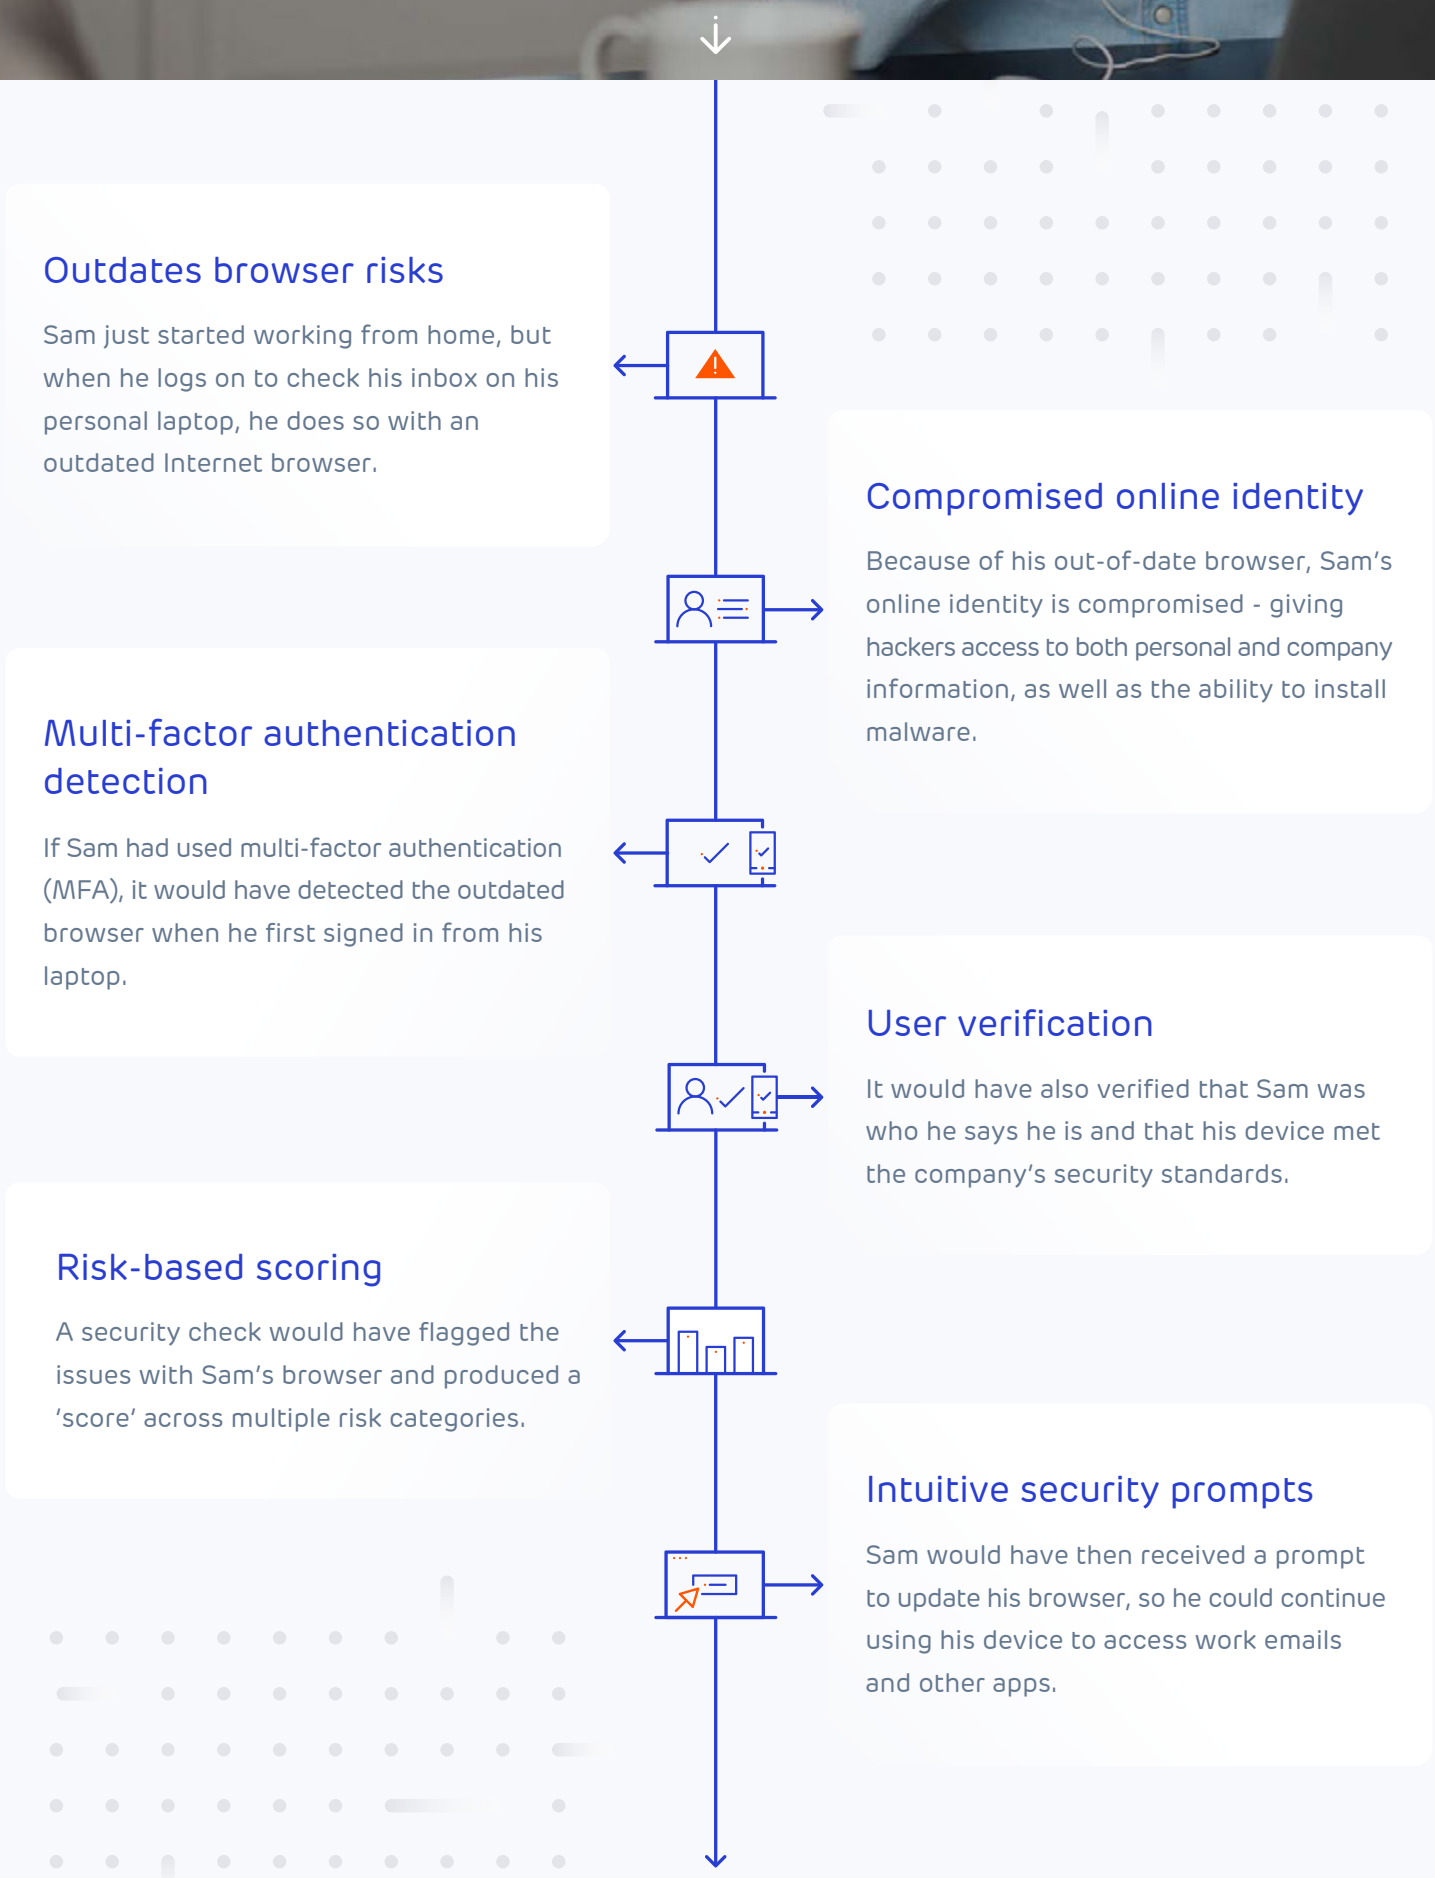 Outdates browser risks
Sam just started working from home, but
when he logs on to check his inbox on his
personal laptop, he does so with an
outdated Internet browser.
Compromised online identity
Because of his out-of-date browser, Sam's
online identity is compromised - giving
hackers access to both personal and company
information, as well as the ability to install
malware.
Multi-factor authentication
detection
If Sam had used multi-factor authentication
(MFA), it would have detected the outdated
browser when he first signed in from his
laptop.
User verification
It would have also verified that Sam was
who he says he is and that his device met
the company's security standards.
Risk-based scoring
A security check would have flagged the
issues with Sam's browser and produced a
'score' across multiple risk categories.
Intuitive security prompts
Sam would have then received a prompt
to update his browser, so he could continue
using his device to access work emails
and other apps.